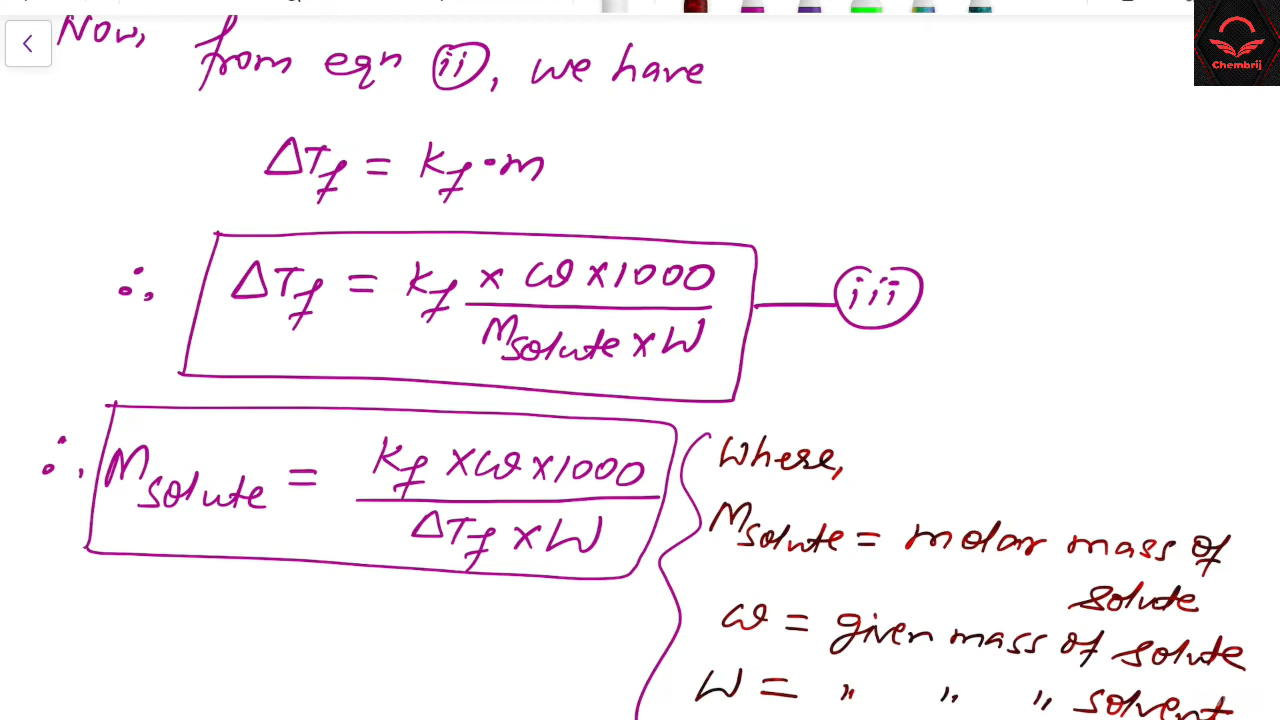 Chembrij
Now, from eqn (ii), we have
ΔTf = Kf · m
∴ ΔTf = Kf × w × 1000 / Msolute × W — (iii)
∴ Msolute = Kf × w × 1000 / ΔTf × W
Where,
Msolute = molar mass of
solute
w = given mass of solute
W = " " " solvent